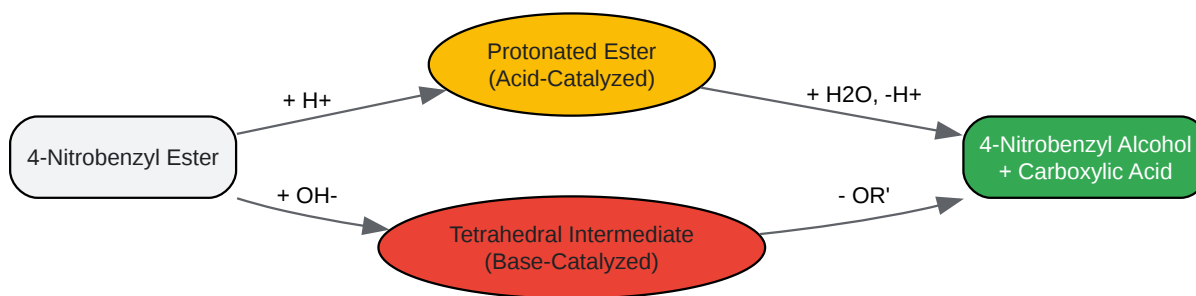 Protonated Ester
(Acid-Catalyzed)
+ H+
+ H2O, -H+
4-Nitrobenzyl Ester
4-Nitrobenzyl Alcohol
+ Carboxylic Acid
+ OH-
- OR'
Tetrahedral Intermediate
(Base-Catalyzed)